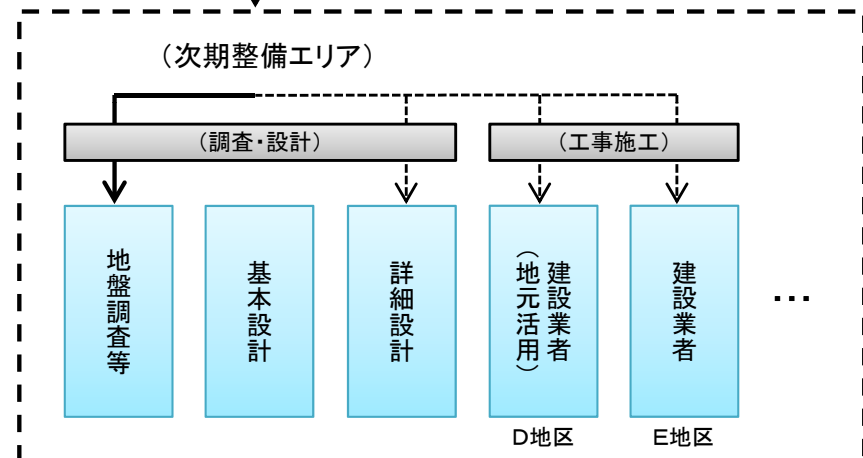 (次期整備エリア)
(調査・設計)
(工事施工)
地盤調査等
基本設計
詳細設計
建設業者
(地元活用)
建設業者
…
D地区
E地区